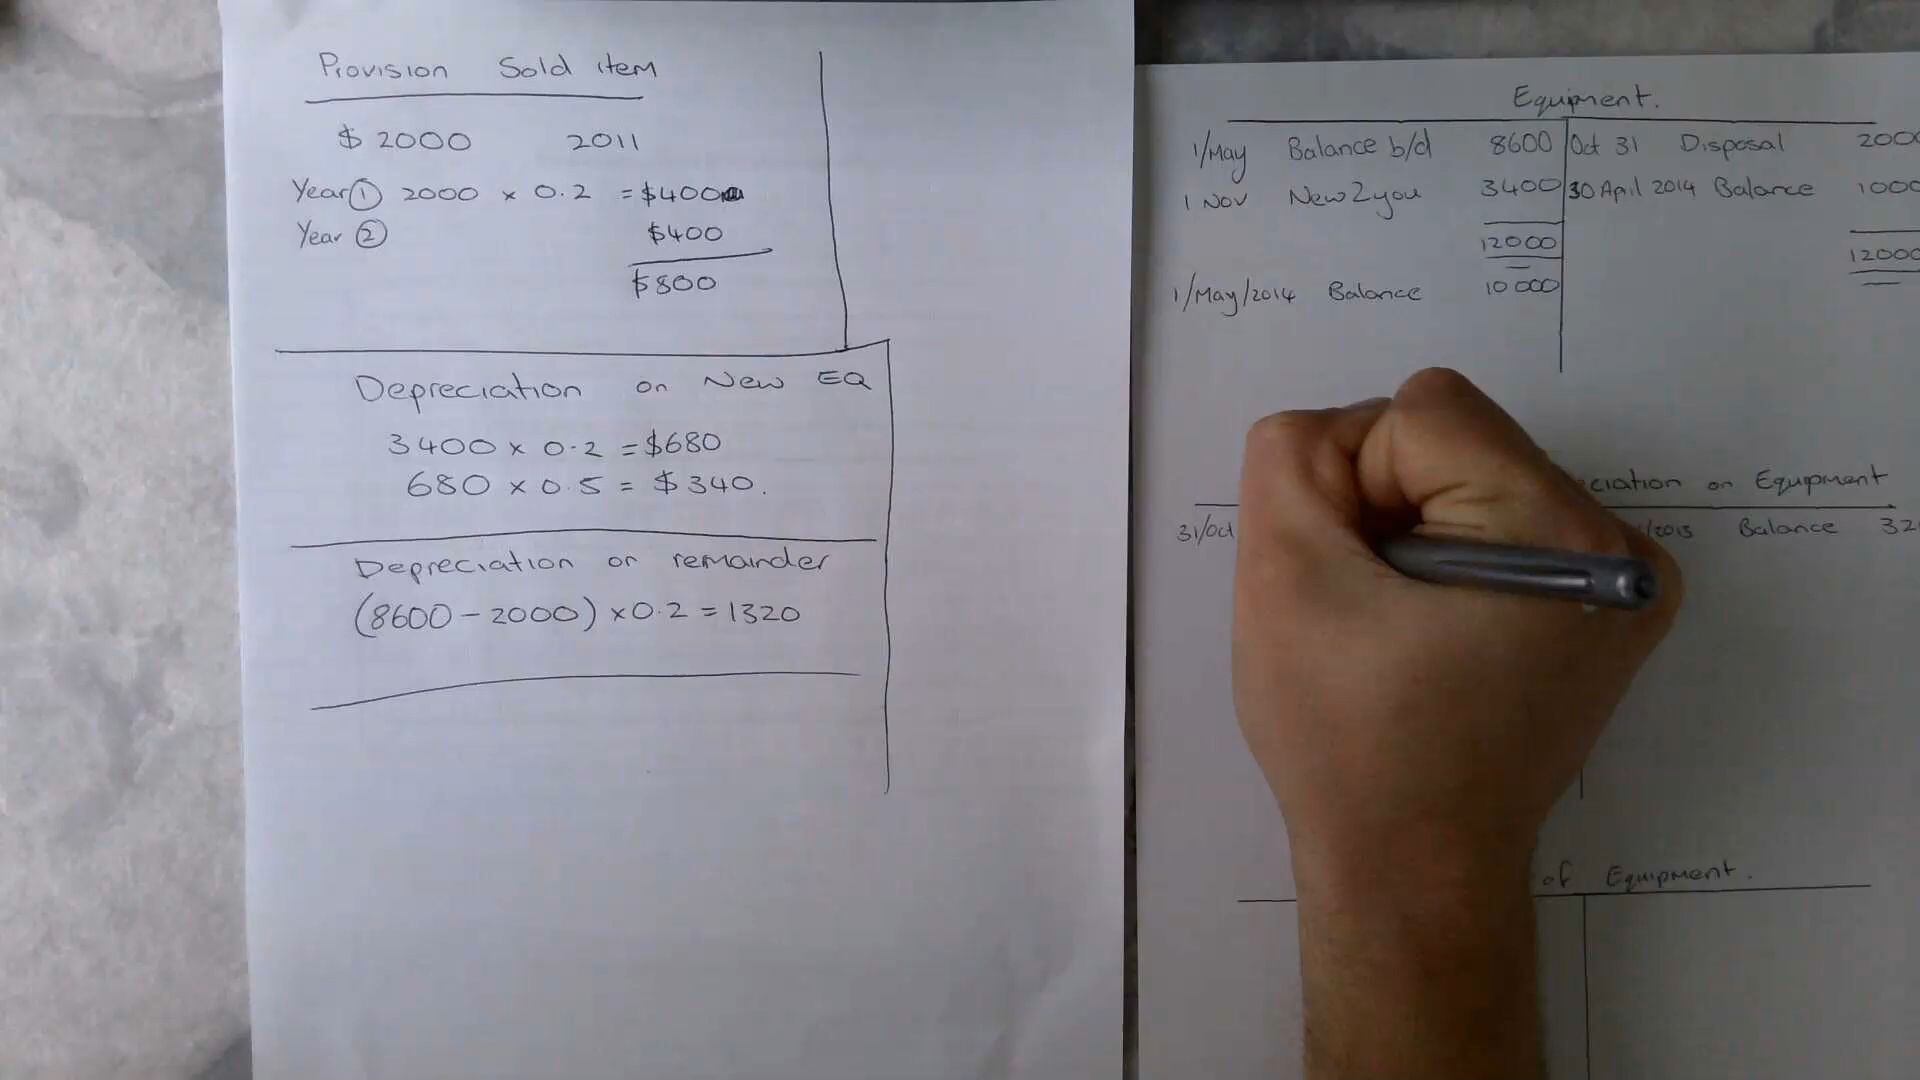 Provision Sold item
$ 2000 2011
Year ① 2000 x 0.2 = $400
Year ② $400
$800
Depreciation on New EQ
3400 x 0.2 = $680
680 x 0.5 = $340.
Depreciation on remainder
(8600 - 2000) x 0.2 = 1320
Equipment.
1/May Balance b/d 8600 Oct 31 Disposal 2000
1 Nov New2you 3400 30 April 2014 Balance 1000
12000 12000
1/May/2014 Balance 10 000
on Equipment
31/Oct Balance
of Equipment.